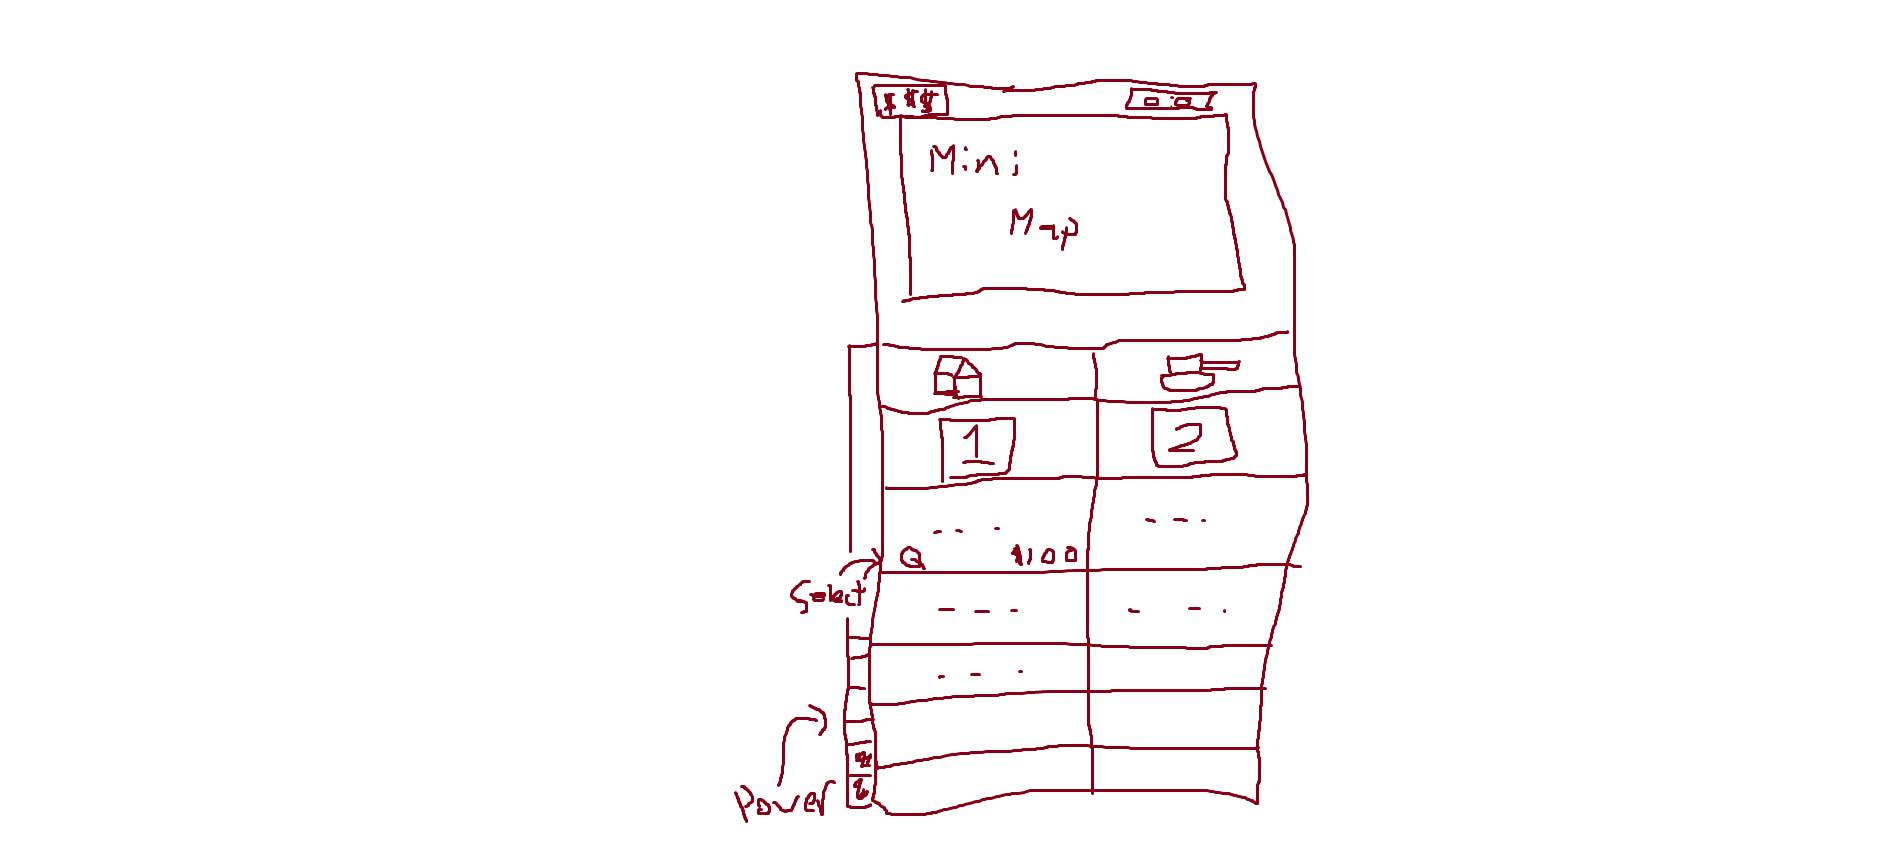 $ $$
Mini
Map
1 2
--- ---
Q $100
Select
--- ---
---
Power